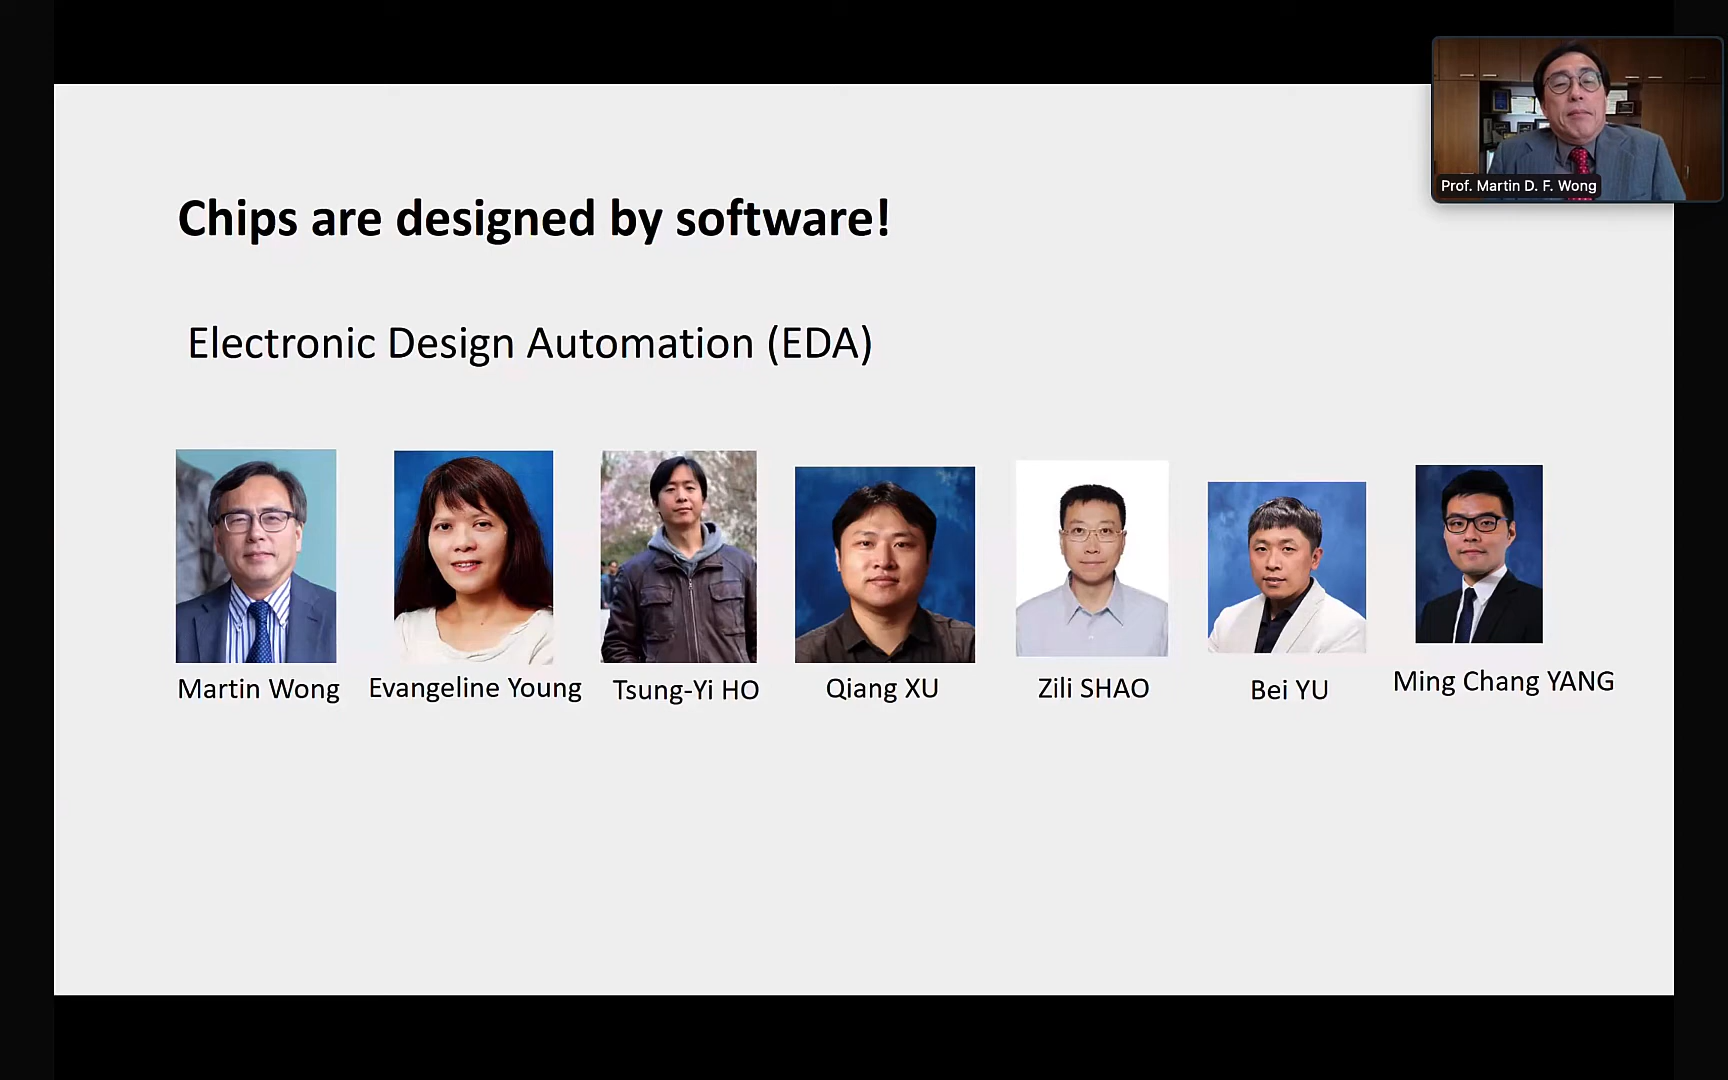 Prof. Martin D. F. Wong
Chips are designed by software!
Electronic Design Automation (EDA)
Martin Wong
Evangeline Young
Tsung-Yi HO
Qiang XU
Zili SHAO
Bei YU
Ming Chang YANG